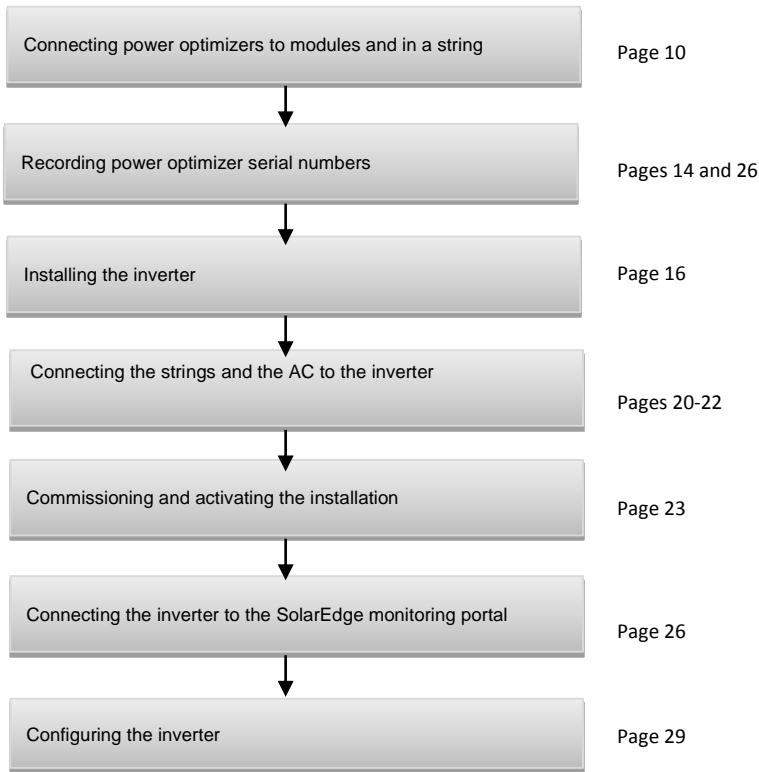 Connecting power optimizers to modules and in a string
Page 10
Recording power optimizer serial numbers
Pages 14 and 26
Installing the inverter
Page 16
Connecting the strings and the AC to the inverter
Pages 20-22
Commissioning and activating the installation
Page 23
Connecting the inverter to the SolarEdge monitoring portal
Page 26
Configuring the inverter
Page 29